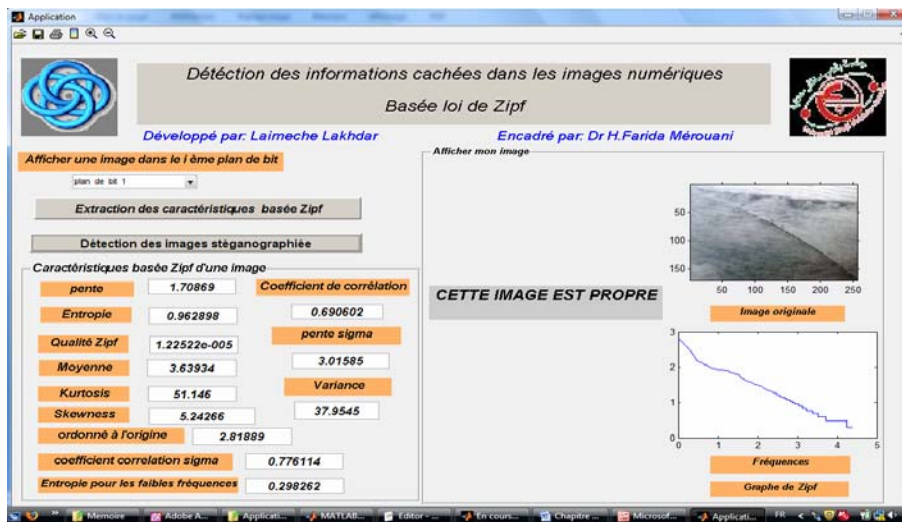 Application
Détéction des informations cachées dans les images numériques
Basée loi de Zipf
Développé par: Laimeche Lakhdar
Encadré par: Dr H.Farida Mérouani
Afficher une image dans le i ème plan de bit
plan de bit 1
Extraction des caractéristiques basée Zipf
Détection des images stèganographièe
Caractéristiques basée Zipf d'une image
pente
1.70869
Coefficient de corrélation
0.690602
Entropie
0.962898
pente sigma
3.01585
Qualité Zipf
1.22522e-005
Moyenne
3.63934
Variance
37.9545
Kurtosis
51.146
Skewness
5.24266
ordonné à l'origine
2.81889
coefficient correlation sigma
0.776114
Entropie pour les faibles fréquences
0.298262
Afficher mon image
CETTE IMAGE EST PROPRE
50
100
150
50 100 150 200 250
Image originale
3
2
1
0
0 1 2 3 4 5
Fréquences
Graphe de Zipf
Memoire
Adobe A...
Applicati...
MATLAB...
Editor - ...
En cours...
Chapitre ...
Microsof...
Applicati...
FR